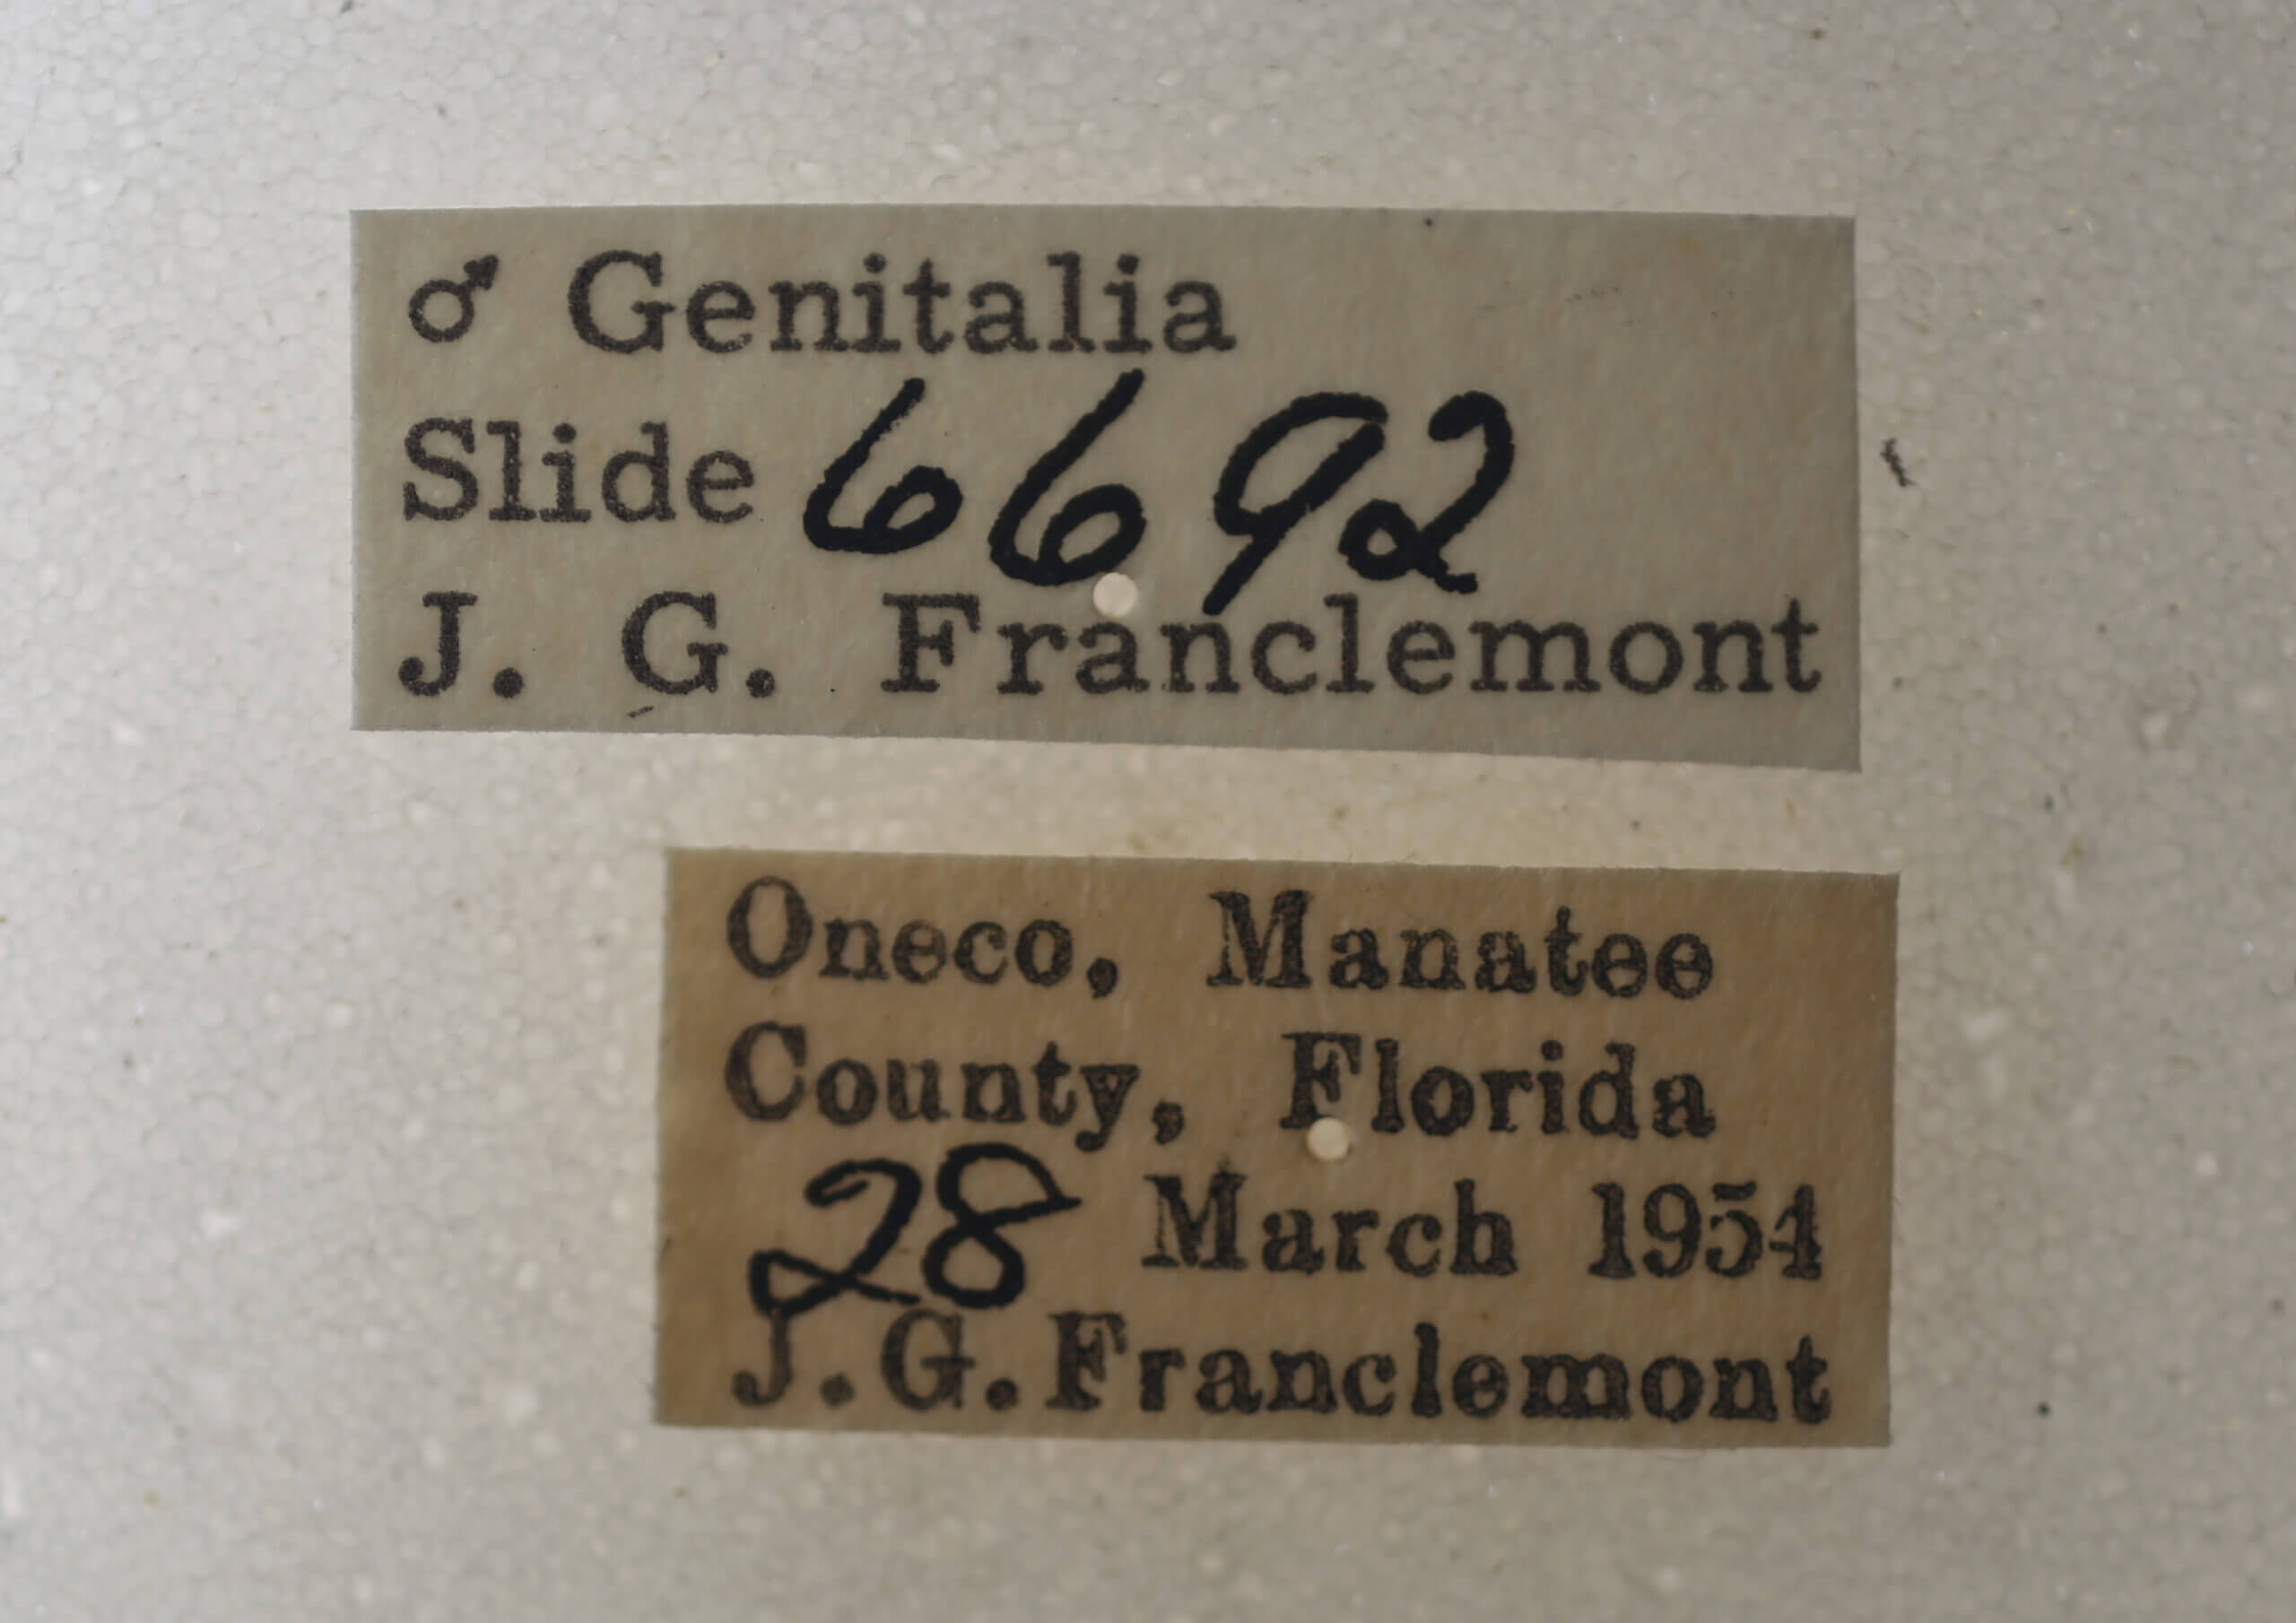 ♂ Genitalia
Slide 6692
J. G. Franclemont
Oneco, Manatee
County, Florida
28 March 1954
J.G.Franclemont